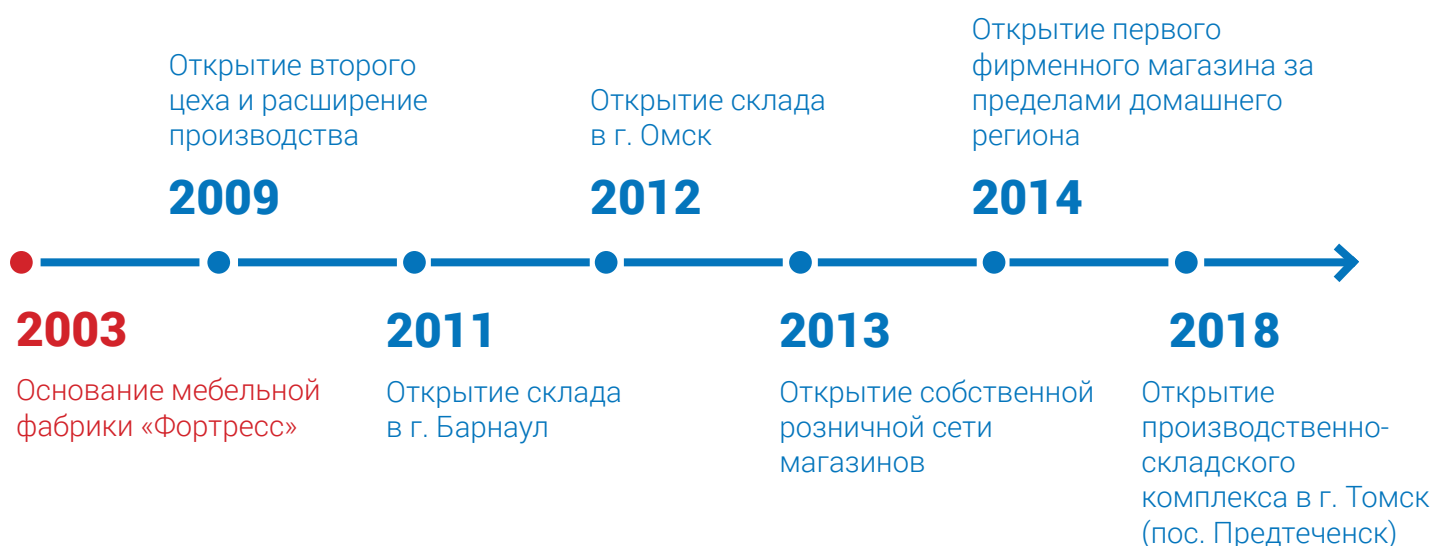 Открытие второго
цеха и расширение
производства
2009
Открытие склада
в г. Омск
2012
Открытие первого
фирменного магазина за
пределами домашнего
региона
2014
2003
Основание мебельной
фабрики «Фортресс»
2011
Открытие склада
в г. Барнаул
2013
Открытие собственной
розничной сети
магазинов
2018
Открытие
производственно-
складского
комплекса в г. Томск
(пос. Предтеченск)